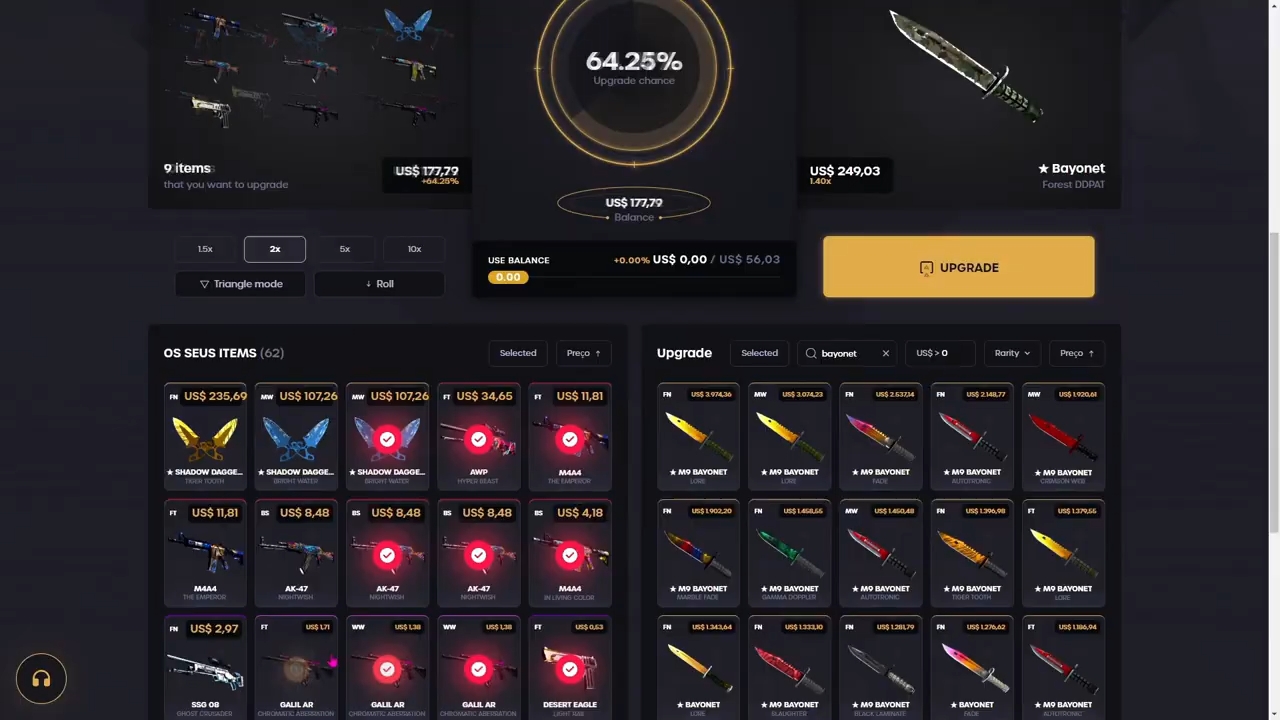 64.25%
Upgrade chance
9 items
that you want to upgrade
US$ 177,79
+64.25%
US$ 177,79
Balance
US$ 249,03
1.40x
★ Bayonet
Forest DDPAT
1.5x
2x
5x
10x
Triangle mode
Roll
USE BALANCE
+0.00% US$ 0,00 / US$ 56,03
0.00
UPGRADE
OS SEUS ITEMS (62)
Selected
Preço ↑
FN US$ 235,69
★ SHADOW DAGGE...
TIGER TOOTH
MW US$ 107,26
★ SHADOW DAGGE...
BRIGHT WATER
MW US$ 107,26
★ SHADOW DAGGE...
BRIGHT WATER
FT US$ 34,65
AWP
HYPER BEAST
FT US$ 11,81
M4A4
THE EMPEROR
FT US$ 11,81
M4A4
THE EMPEROR
BS US$ 8,48
AK-47
NIGHTWISH
BS US$ 8,48
AK-47
NIGHTWISH
BS US$ 8,48
AK-47
NIGHTWISH
BS US$ 4,18
M4A4
IN LIVING COLOR
FN US$ 2,97
SSG 08
GHOST CRUSADER
FT US$ 1,71
GALIL AR
CHROMATIC ABERRATION
WW US$ 1,38
GALIL AR
CHROMATIC ABERRATION
WW US$ 1,38
GALIL AR
CHROMATIC ABERRATION
FT US$ 0,53
DESERT EAGLE
Upgrade
Selected
bayonet
US$ > 0
Rarity
Preço ↑
FN US$ 3.974,36
★ M9 BAYONET
LORE
MW US$ 3.074,23
★ M9 BAYONET
LORE
FN US$ 2.537,14
★ M9 BAYONET
FADE
FN US$ 2.148,77
★ M9 BAYONET
AUTOTRONIC
MW US$ 1.920,61
★ M9 BAYONET
CRIMSON WEB
FN US$ 1.902,20
★ M9 BAYONET
MARBLE FADE
FN US$ 1.458,55
★ M9 BAYONET
GAMMA DOPPLER
MW US$ 1.450,48
★ M9 BAYONET
AUTOTRONIC
FN US$ 1.396,98
★ M9 BAYONET
TIGER TOOTH
FT US$ 1.379,55
★ M9 BAYONET
LORE
FN US$ 1.343,64
★ BAYONET
LORE
FN US$ 1.333,10
★ M9 BAYONET
SLAUGHTER
FN US$ 1.281,79
★ M9 BAYONET
BLACK LAMINATE
FN US$ 1.276,62
★ BAYONET
FADE
FT US$ 1.186,94
★ M9 BAYONET
AUTOTRONIC